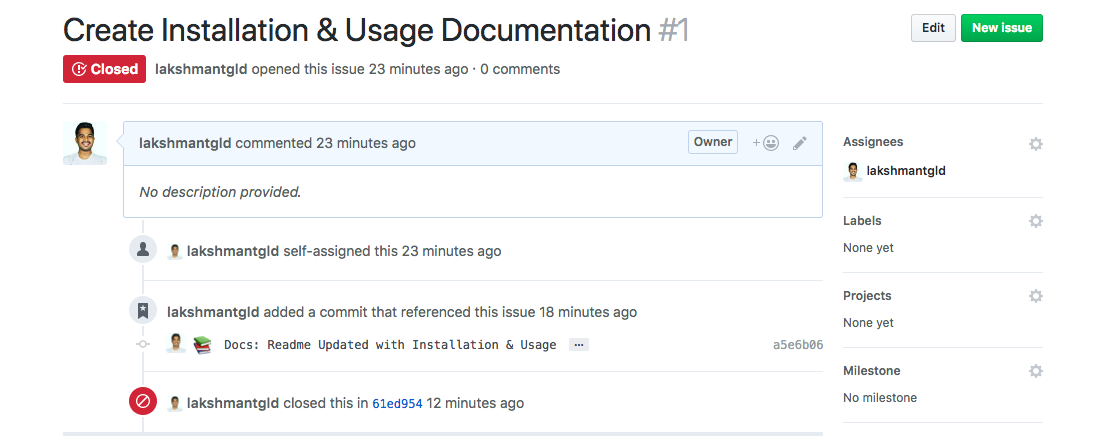 Create Installation & Usage Documentation #1
Edit
New issue
Closed
lakshmantgld opened this issue 23 minutes ago · 0 comments
lakshmantgld commented 23 minutes ago
Owner
+
No description provided.
lakshmantgld self-assigned this 23 minutes ago
lakshmantgld added a commit that referenced this issue 18 minutes ago
Docs: Readme Updated with Installation & Usage …
a5e6b06
lakshmantgld closed this in 61ed954 12 minutes ago
Assignees
lakshmantgld
Labels
None yet
Projects
None yet
Milestone
No milestone